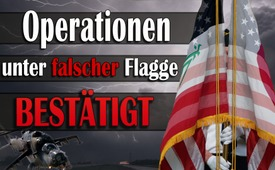 Operationen
unter falscher Flagge
BESTÄTIGT